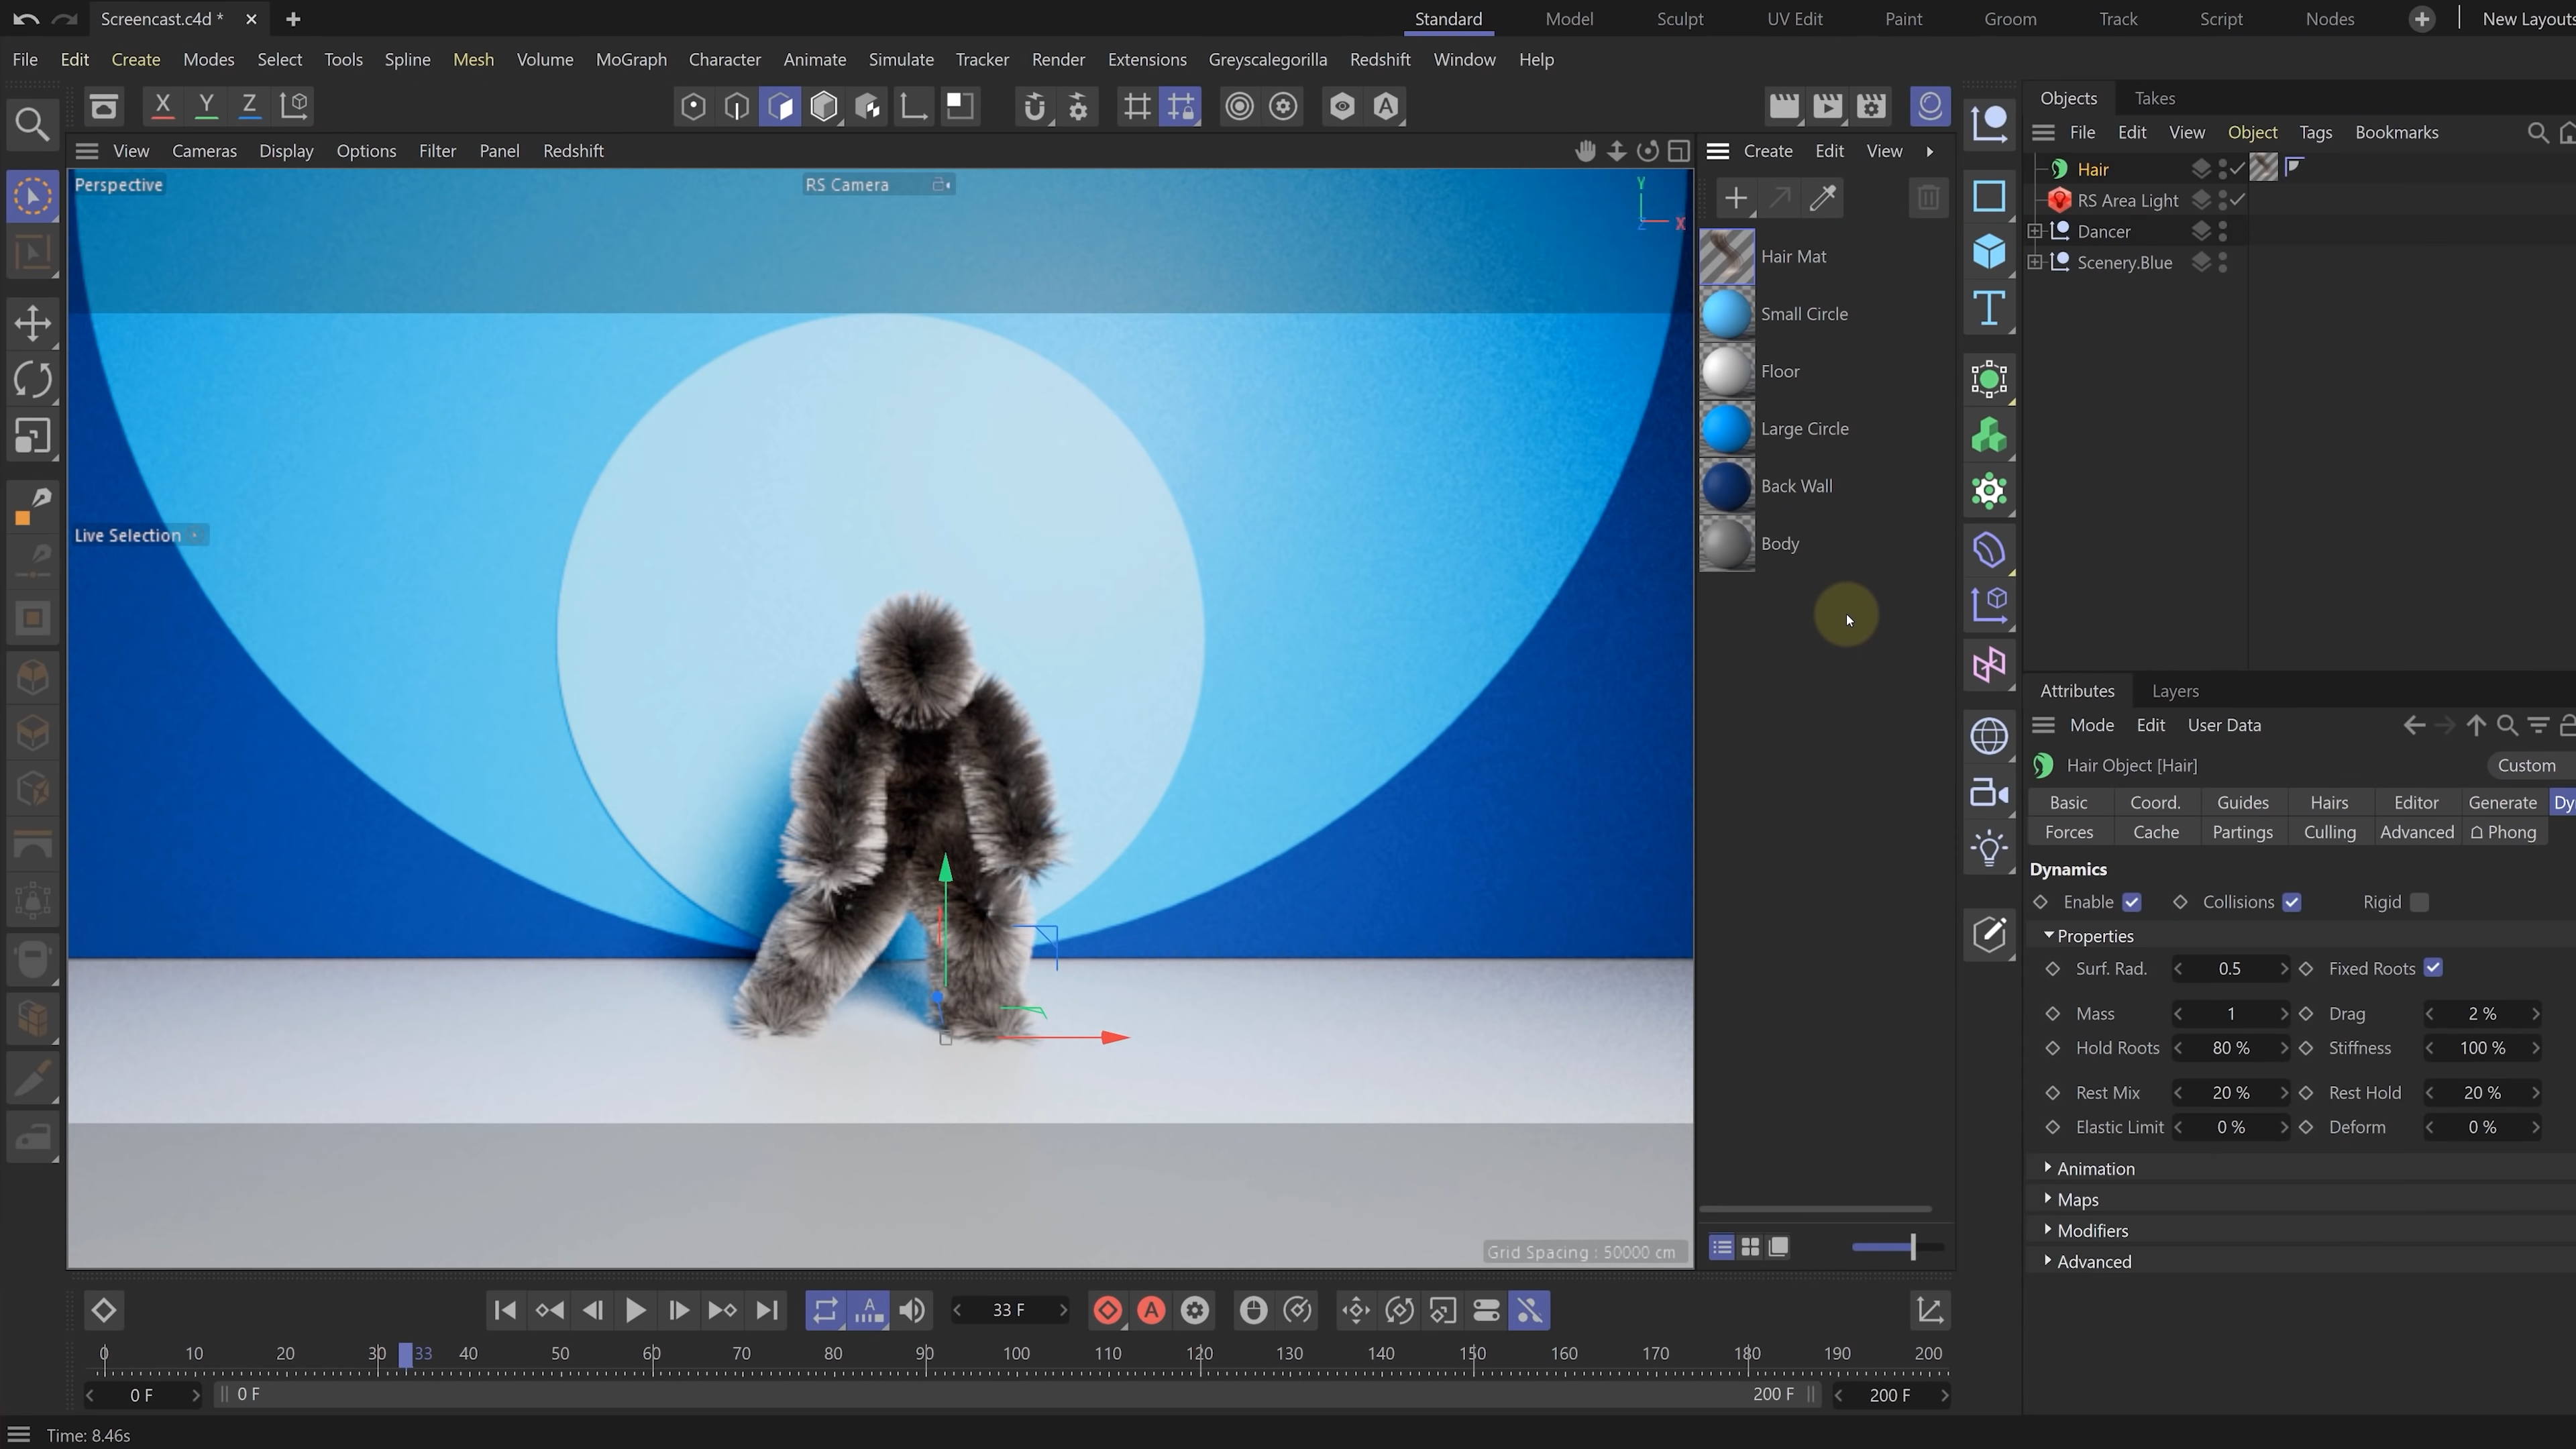 Screencast.c4d *
Standard Model Sculpt UV Edit Paint Groom Track Script Nodes New Layouts
File Edit Create Modes Select Tools Spline Mesh Volume MoGraph Character Animate Simulate Tracker Render Extensions Greyscalegorilla Redshift Window Help
X Y Z
Objects Takes
File Edit View Object Tags Bookmarks
View Cameras Display Options Filter Panel Redshift
Create Edit View
Perspective
RS Camera
Y
X
Z
Live Selection
Grid Spacing : 50000 cm
Hair Mat
Small Circle
Floor
Large Circle
Back Wall
Body
Hair
RS Area Light
Dancer
Scenery.Blue
Attributes Layers
Mode Edit User Data
Hair Object [Hair]
Custom
Basic Coord. Guides Hairs Editor Generate Dy
Forces Cache Partings Culling Advanced Phong
Dynamics
Enable Collisions Rigid
Properties
Surf. Rad. 0.5 Fixed Roots
Mass 1 Drag 2 %
Hold Roots 80 % Stiffness 100 %
Rest Mix 20 % Rest Hold 20 %
Elastic Limit 0 % Deform 0 %
Animation
Maps
Modifiers
Advanced
A
33 F
A
0 10 20 30 33 40 50 60 70 80 90 100 110 120 130 140 150 160 170 180 190 200
0 F 0 F 200 F 200 F
Time: 8.46s